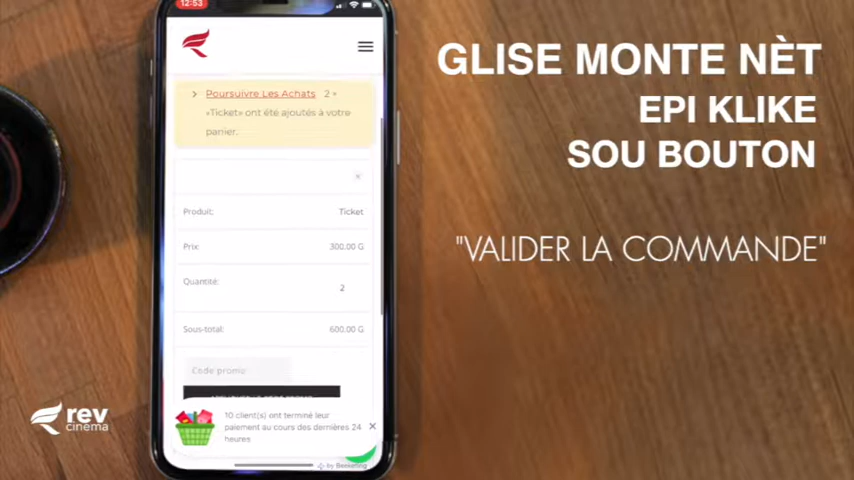 12:53
Poursuivre Les Achats 2 ×
«Ticket» ont été ajoutés à votre
panier.
×
Produit: Ticket
Prix: 300.00 G
Quantité: 2
Sous-total: 600.00 G
Code promo
10 client(s) ont terminé leur
paiement au cours des dernières 24
heures
by Beeketing
GLISE MONTE NÈT
EPI KLIKE
SOU BOUTON
"VALIDER LA COMMANDE"
rev
cinema